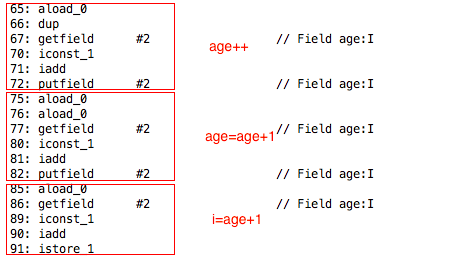 65: aload_0
66: dup
67: getfield #2 // Field age:I
70: iconst_1
71: iadd
72: putfield #2 // Field age:I
age++
75: aload_0
76: aload_0
77: getfield #2 // Field age:I
80: iconst_1
81: iadd
82: putfield #2 // Field age:I
age=age+1
85: aload_0
86: getfield #2 // Field age:I
89: iconst_1
90: iadd
91: istore_1
i=age+1